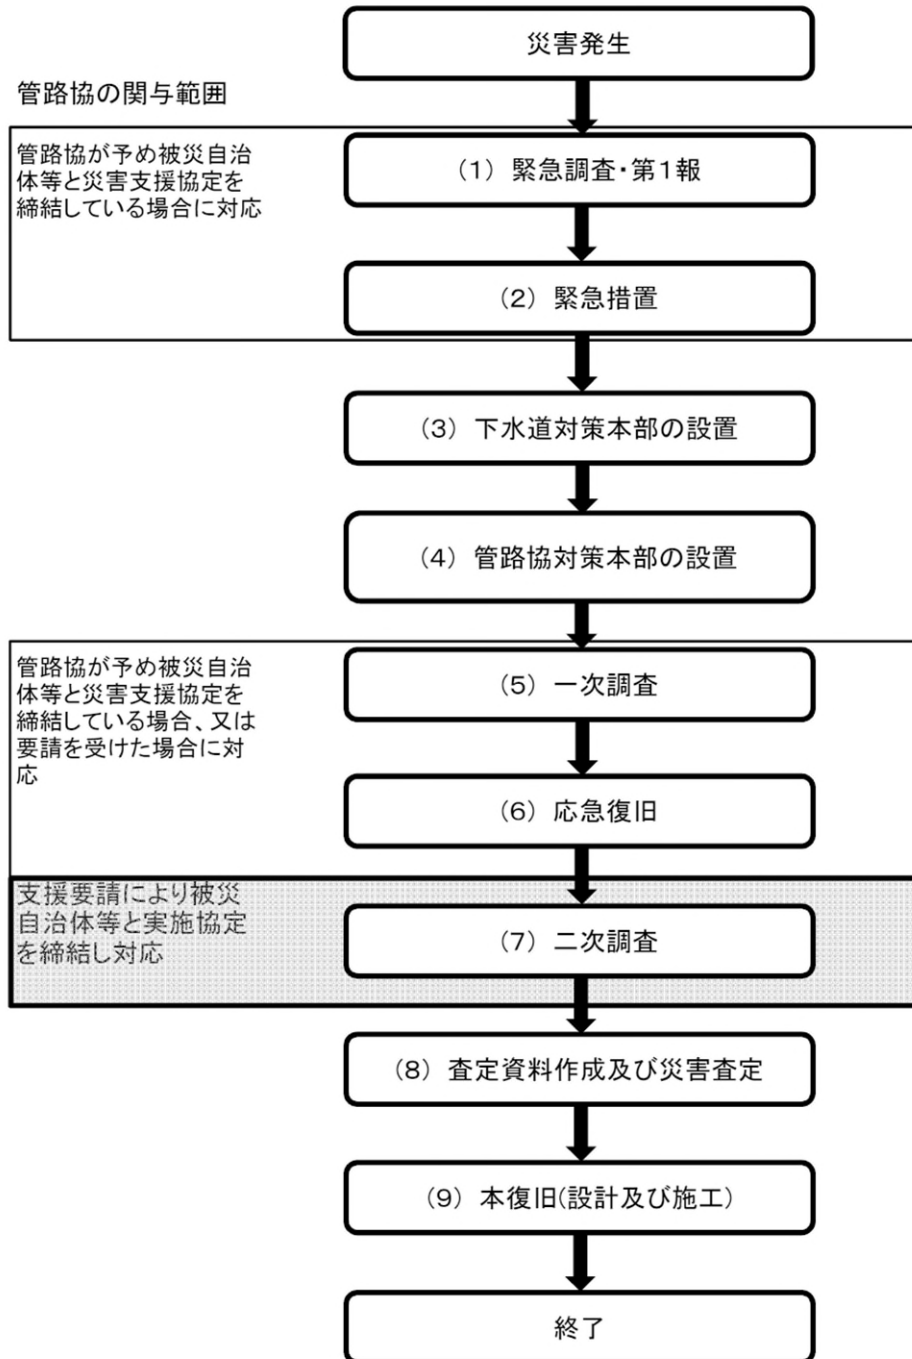 災害発生
管路協の関与範囲
管路協が予め被災自治
体等と災害支援協定を
締結している場合に対応
(1) 緊急調査・第1報
(2) 緊急措置
(3) 下水道対策本部の設置
(4) 管路協対策本部の設置
管路協が予め被災自治
体等と災害支援協定を
締結している場合、又は
要請を受けた場合に対
応
(5) 一次調査
(6) 応急復旧
支援要請により被災
自治体等と実施協定
を締結し対応
(7) 二次調査
(8) 査定資料作成及び災害査定
(9) 本復旧(設計及び施工)
終了